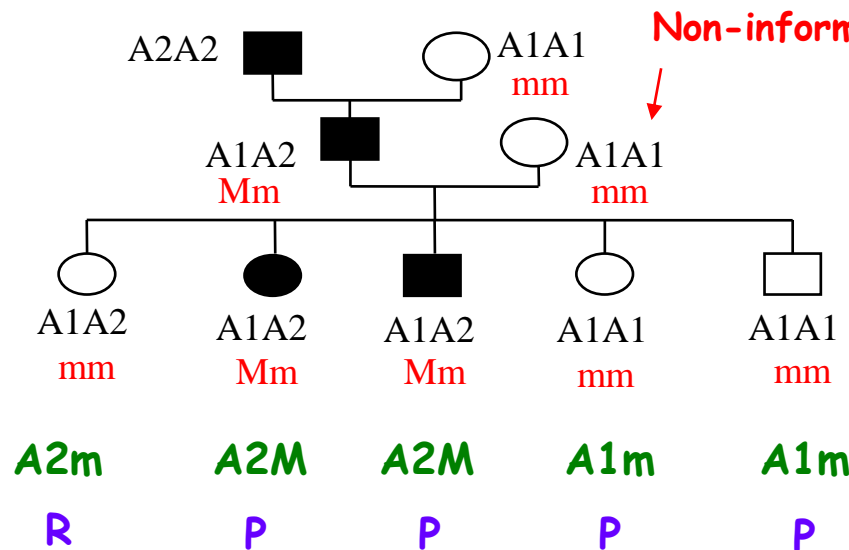 Non-inform
A2A2 A1A1
mm
A1A2 A1A1
Mm mm
A1A2 A1A2 A1A2 A1A1 A1A1
mm Mm Mm mm mm
A2m A2M A2M A1m A1m
R P P P P